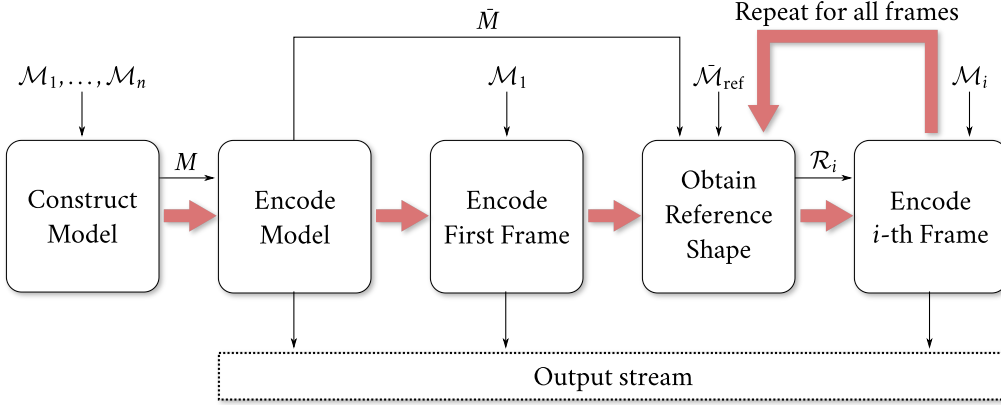 Repeat for all frames
M̄
ℳ₁,…,ℳₙ
ℳ₁
ℳ̄ref
ℳᵢ
M
ℛᵢ
Construct
Model
Encode
Model
Encode
First Frame
Obtain
Reference
Shape
Encode
i-th Frame
Output stream